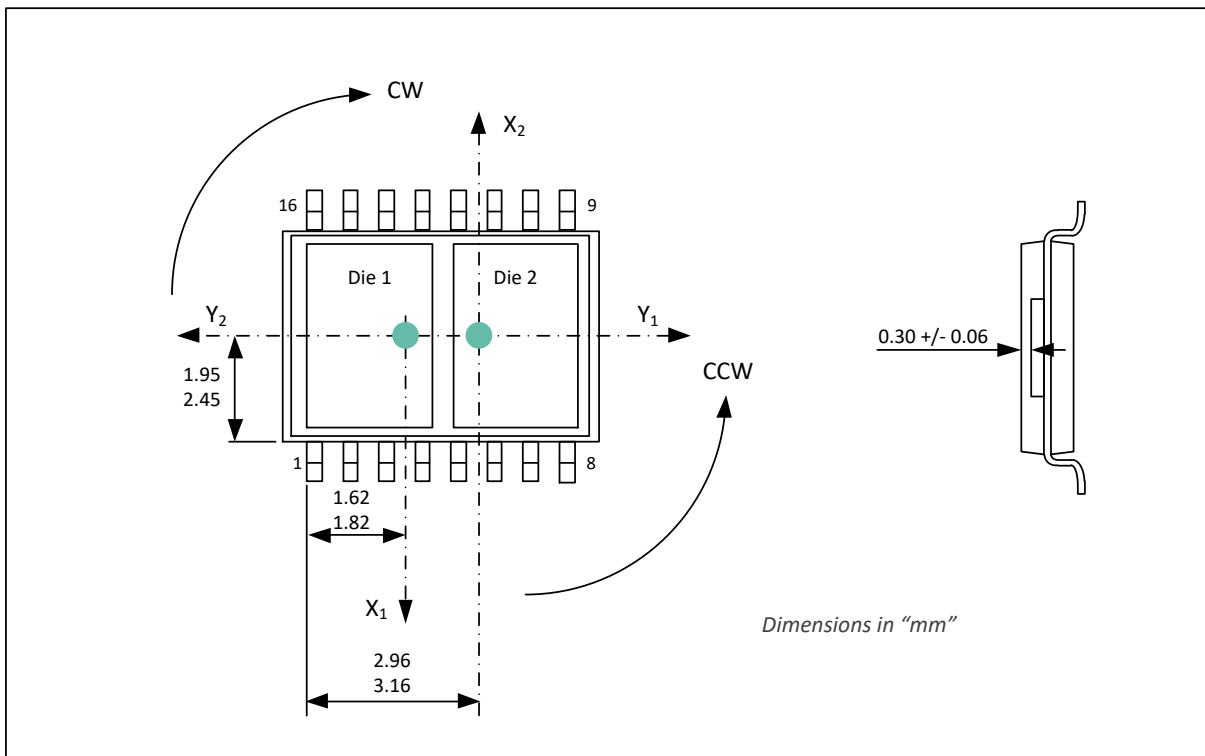 CW
X₂
16
9
Die 1
Die 2
Y₂
Y₁
0.30 +/- 0.06
1.95
2.45
CCW
1
8
1.62
1.82
X₁
Dimensions in “mm”
2.96
3.16